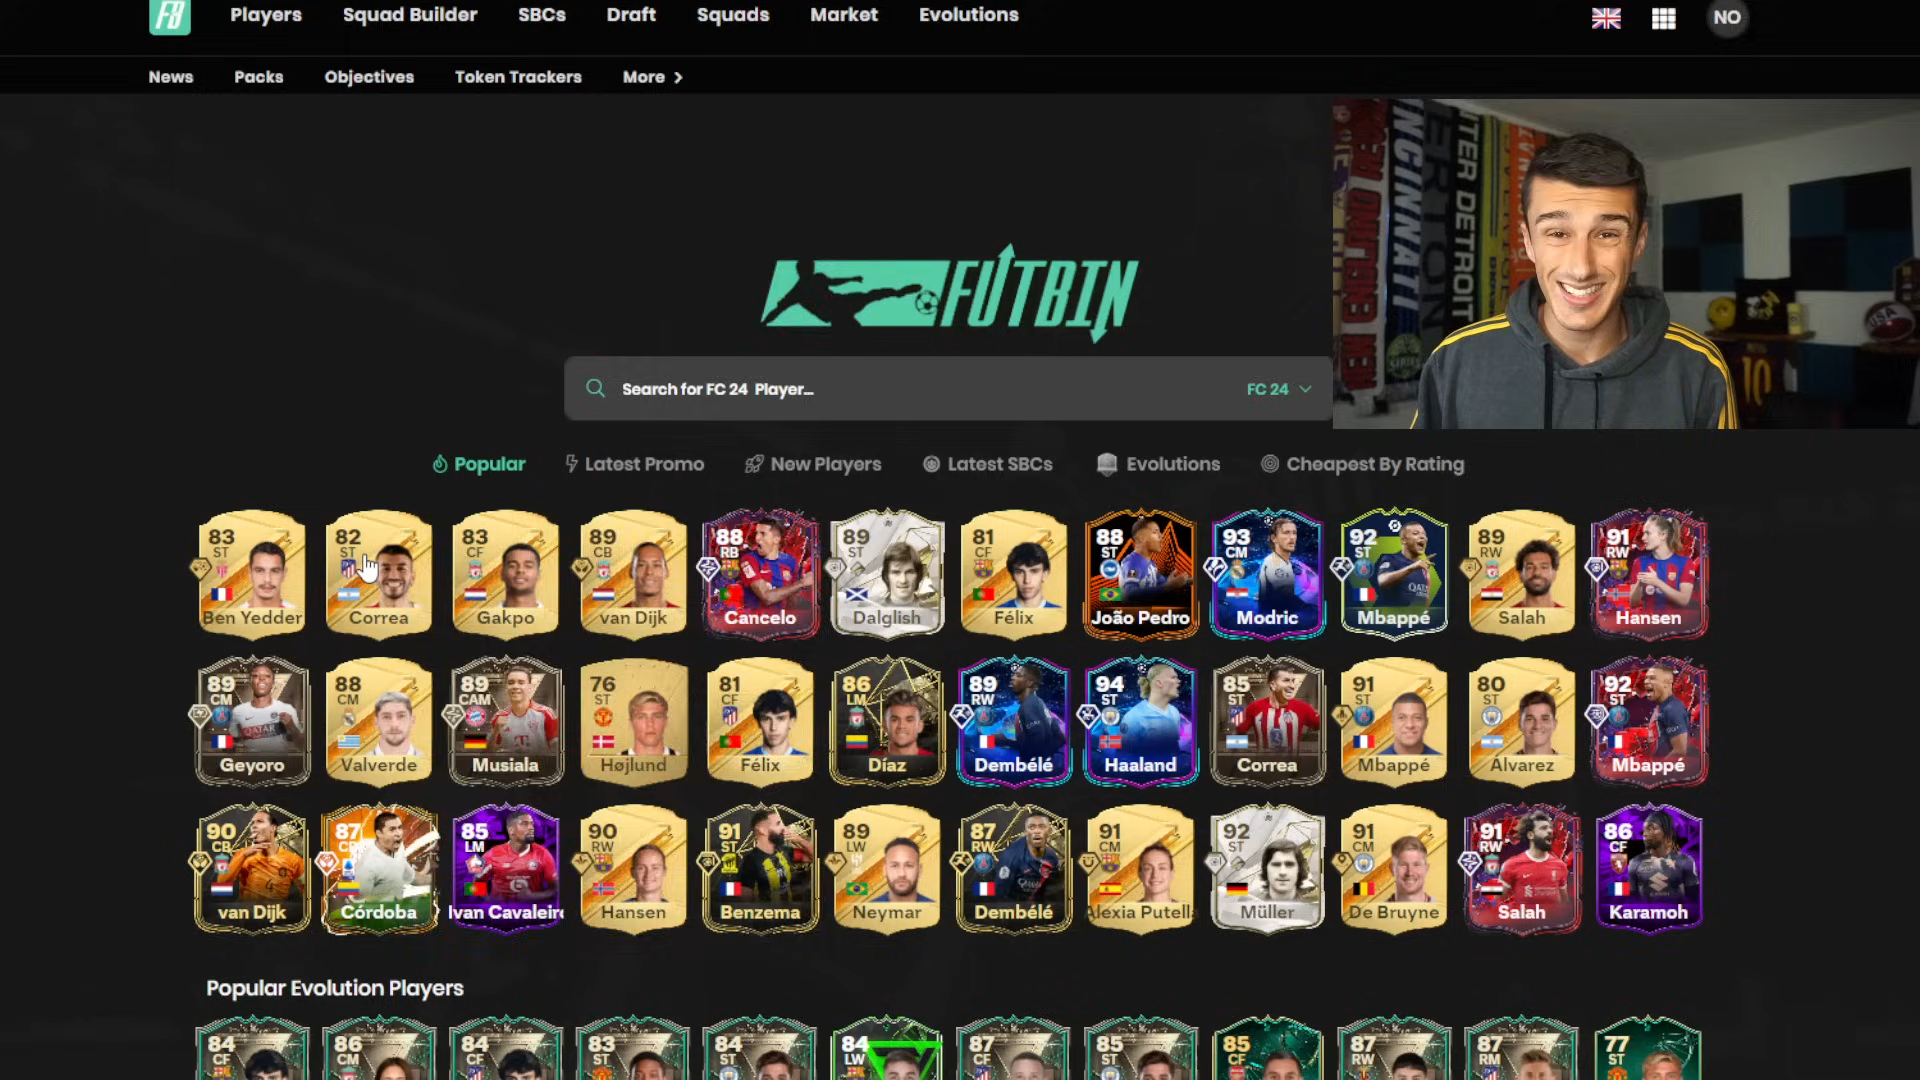 FB Players Squad Builder SBCs Draft Squads Market Evolutions NO
News Packs Objectives Token Trackers More
CINCINNATI
TER DETROIT
USA
10
FUTBIN
Search for FC 24 Player... FC 24
Popular Latest Promo New Players Latest SBCs Evolutions Cheapest By Rating
83 82 83 89 88 89 81 88 93 92 89 91
ST ST CF CB RB ST CF ST CM ST RW RW
Ben Yedder Correa Gakpo van Dijk Cancelo Dalglish Félix João Pedro Modric Mbappé Salah Hansen
89 88 89 76 81 86 89 94 85 91 80 92
CM CM CAM ST CF LM RW ST ST ST ST ST
Geyoro Valverde Musiala Højlund Félix Díaz Dembélé Haaland Correa Mbappé Álvarez Mbappé
90 87 85 90 91 89 87 91 92 91 91 86
CB CB LM RW ST LW RW CM ST CM RW CF
van Dijk Córdoba Ivan Cavaleiro Hansen Benzema Neymar Dembélé Alexia Putella Müller De Bruyne Salah Karamoh
Popular Evolution Players
84 86 84 83 84 84 87 85 85 87 87 77
CF CM CF ST ST LW CF ST CF RW RM ST